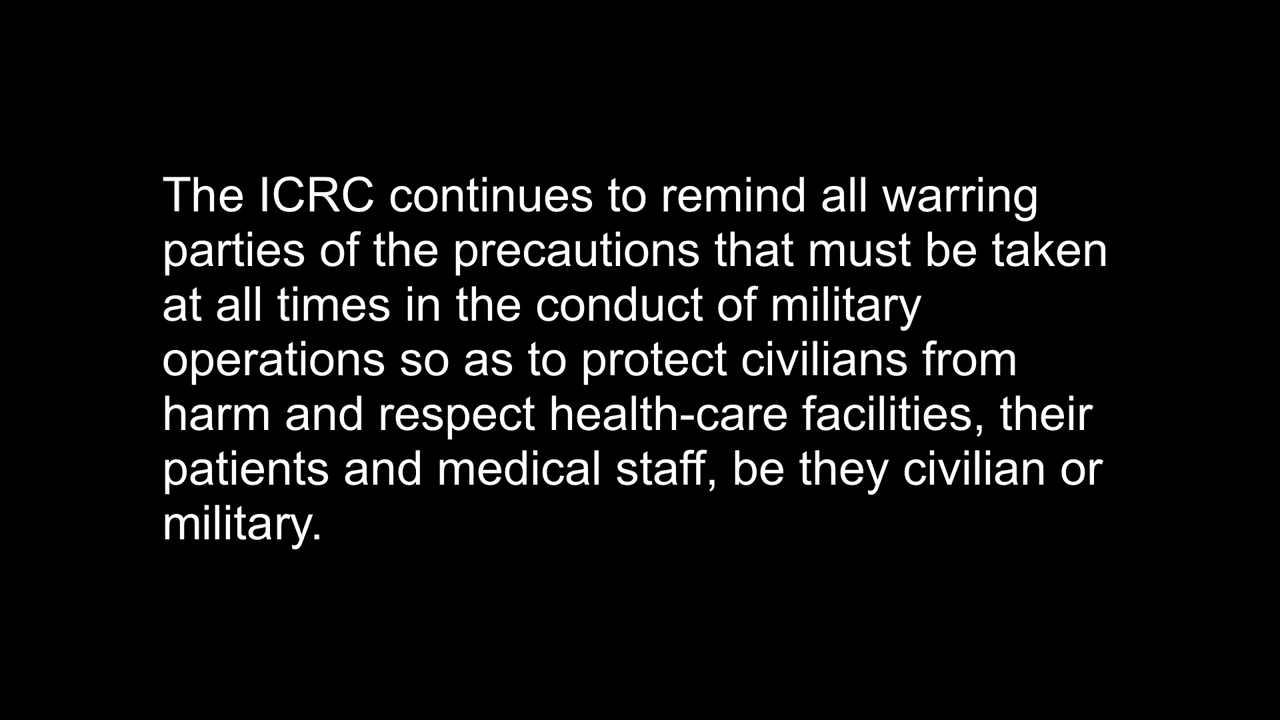 The ICRC continues to remind all warring
parties of the precautions that must be taken
at all times in the conduct of military
operations so as to protect civilians from
harm and respect health-care facilities, their
patients and medical staff, be they civilian or
military.